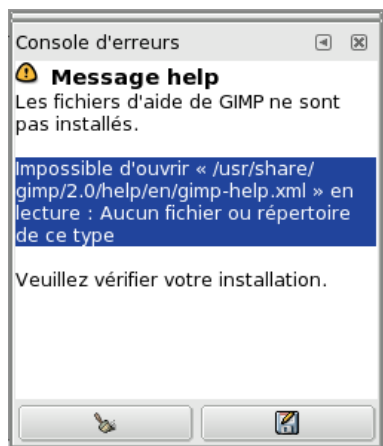 Console d'erreurs
Message help
Les fichiers d'aide de GIMP ne sont
pas installés.
Impossible d'ouvrir « /usr/share/
gimp/2.0/help/en/gimp-help.xml » en
lecture : Aucun fichier ou répertoire
de ce type
Veuillez vérifier votre installation.